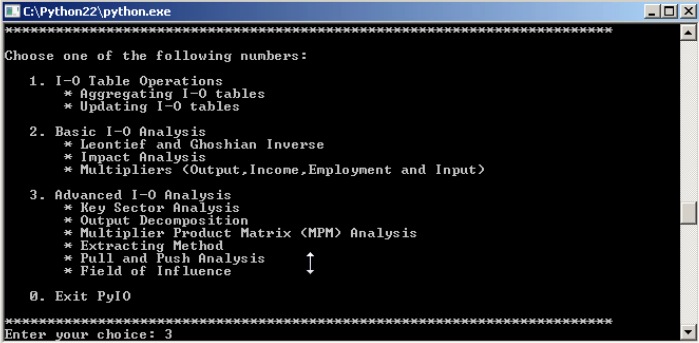 C:\Python22\python.exe
************************************************************************
Choose one of the following numbers:
1. I-O Table Operations
* Aggregating I-O tables
* Updating I-O tables
2. Basic I-O Analysis
* Leontief and Ghoshian Inverse
* Impact Analysis
* Multipliers (Output,Income,Employment and Input)
3. Advanced I-O Analysis
* Key Sector Analysis
* Output Decomposition
* Multiplier Product Matrix (MPM) Analysis
* Extracting Method
* Pull and Push Analysis
* Field of Influence
0. Exit PyIO
************************************************************************
Enter your choice: 3